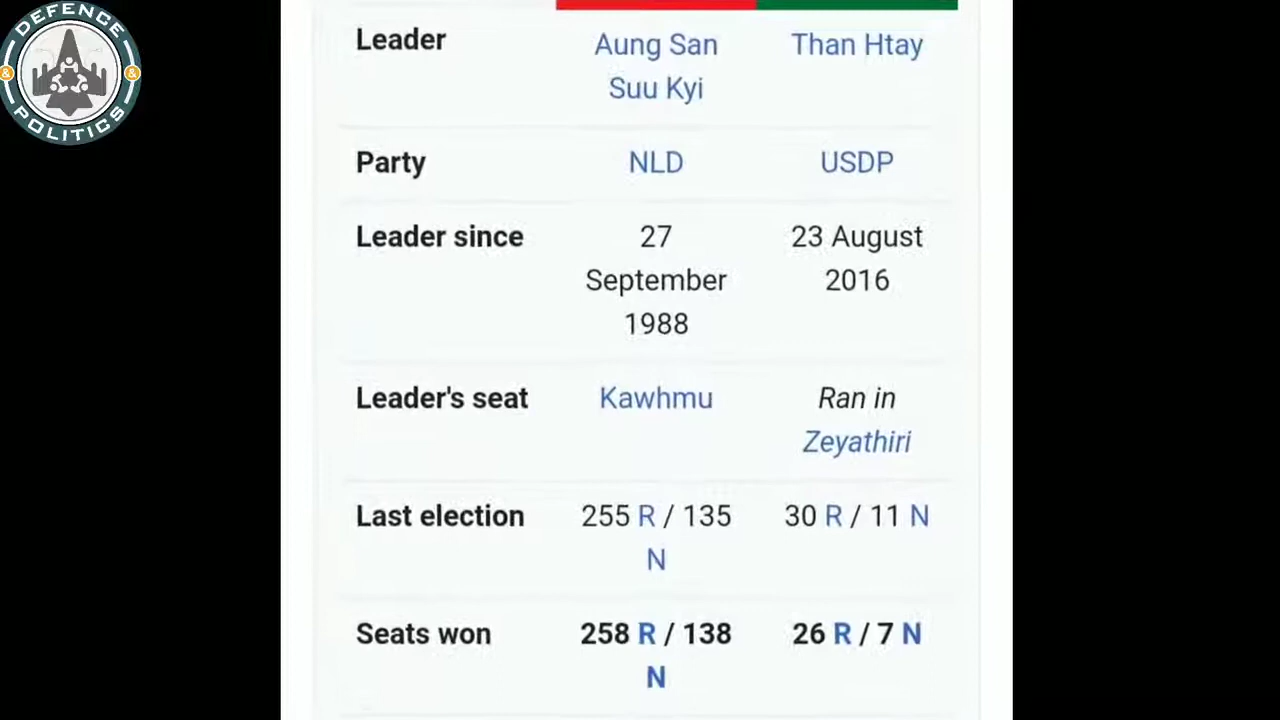 DEFENCE
& &
POLITICS
Leader Aung San Than Htay
Suu Kyi
Party NLD USDP
Leader since 27 23 August
September 2016
1988
Leader's seat Kawhmu Ran in
Zeyathiri
Last election 255 R / 135 30 R / 11 N
N
Seats won 258 R / 138 26 R / 7 N
N